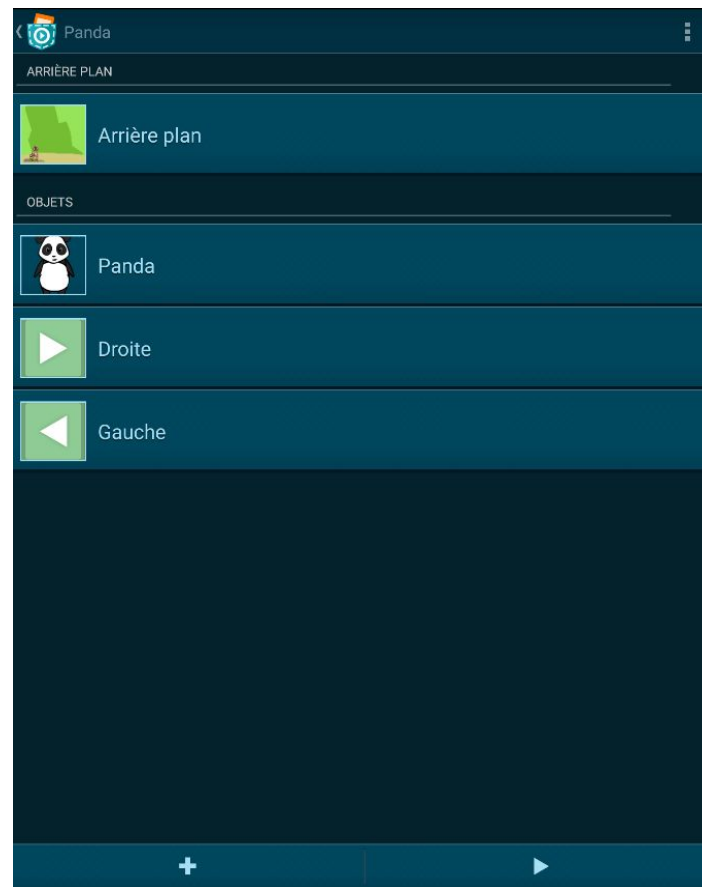 Panda
ARRIÈRE PLAN
Arrière plan
OBJETS
Panda
Droite
Gauche